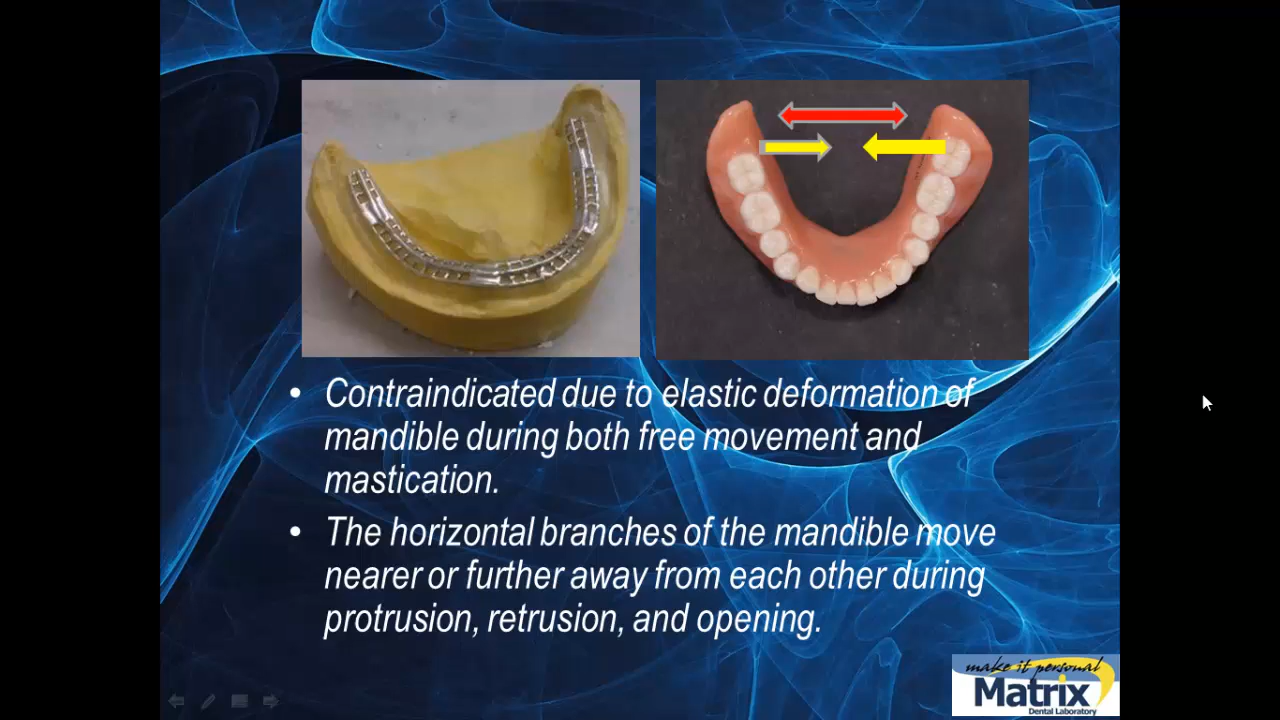 • Contraindicated due to elastic deformation of
mandible during both free movement and
mastication.
• The horizontal branches of the mandible move
nearer or further away from each other during
protrusion, retrusion, and opening.
make it personal
Matrix
Dental Laboratory